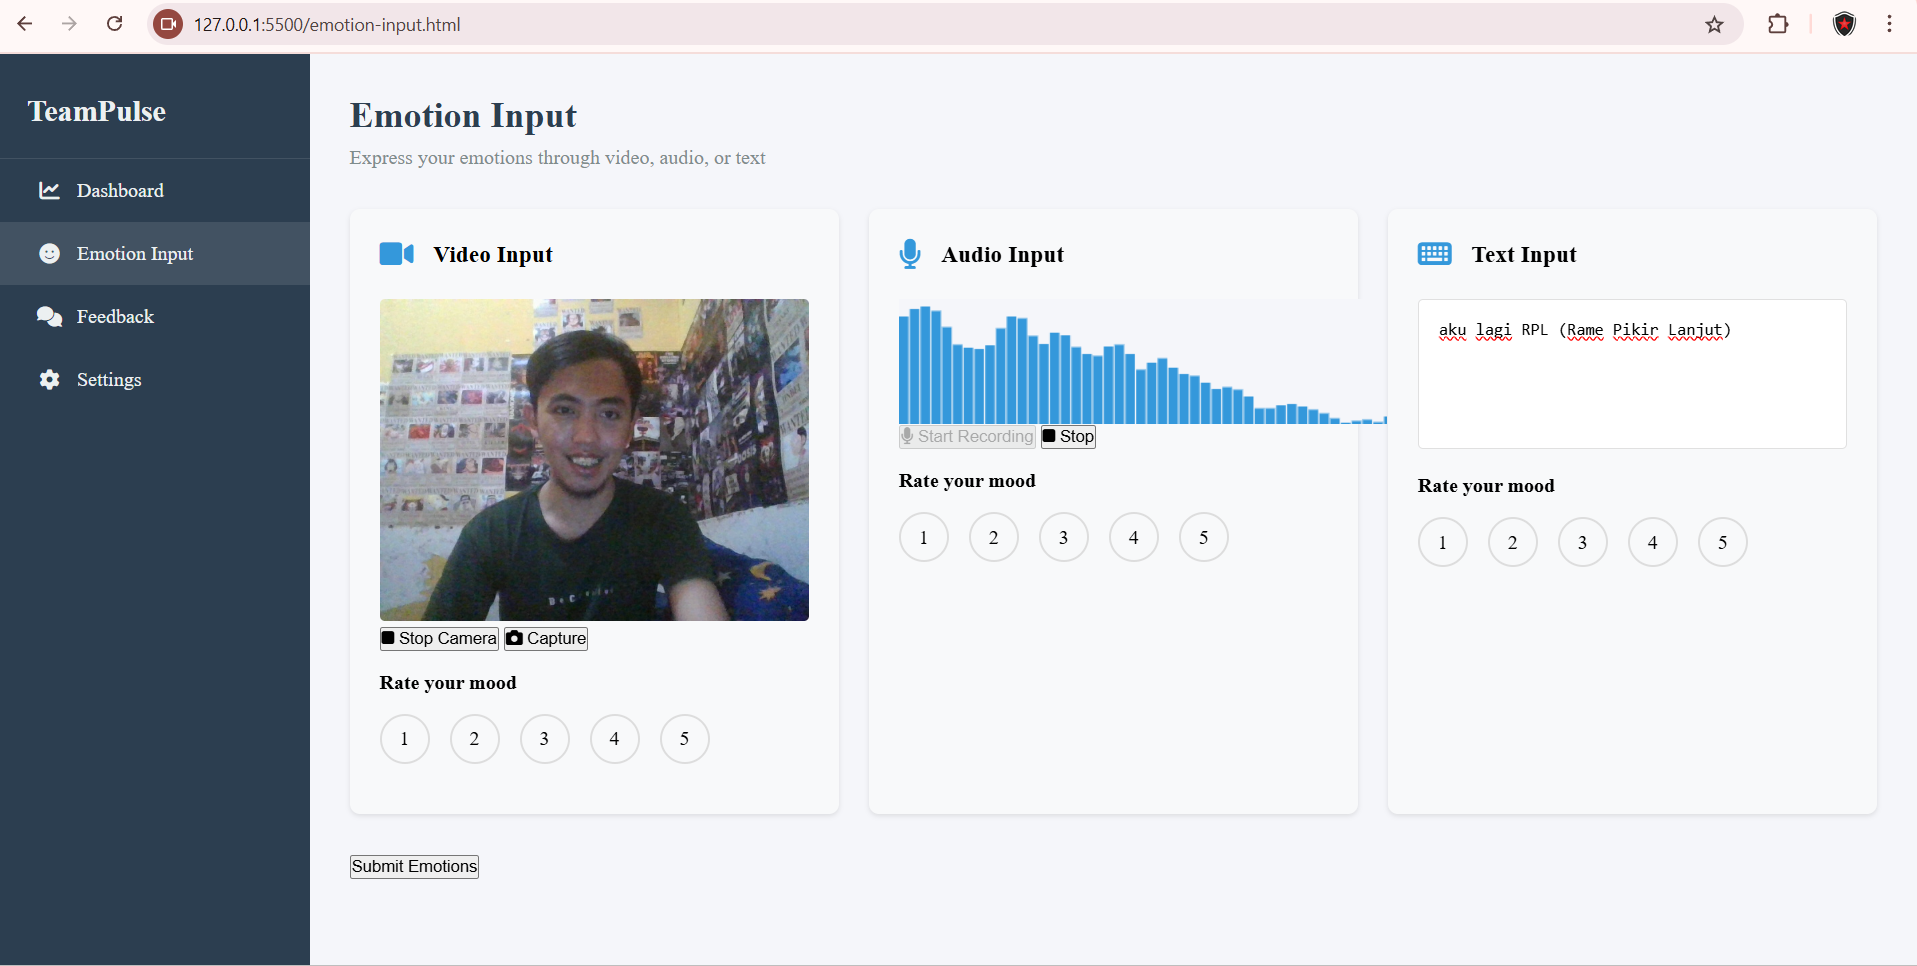 127.0.0.1:5500/emotion-input.html
TeamPulse
Dashboard
Emotion Input
Feedback
Settings
Emotion Input
Express your emotions through video, audio, or text
Video Input
Stop Camera
Capture
Rate your mood
1 2 3 4 5
Audio Input
Start Recording
Stop
Rate your mood
1 2 3 4 5
Text Input
aku lagi RPL (Rame Pikir Lanjut)
Rate your mood
1 2 3 4 5
Submit Emotions